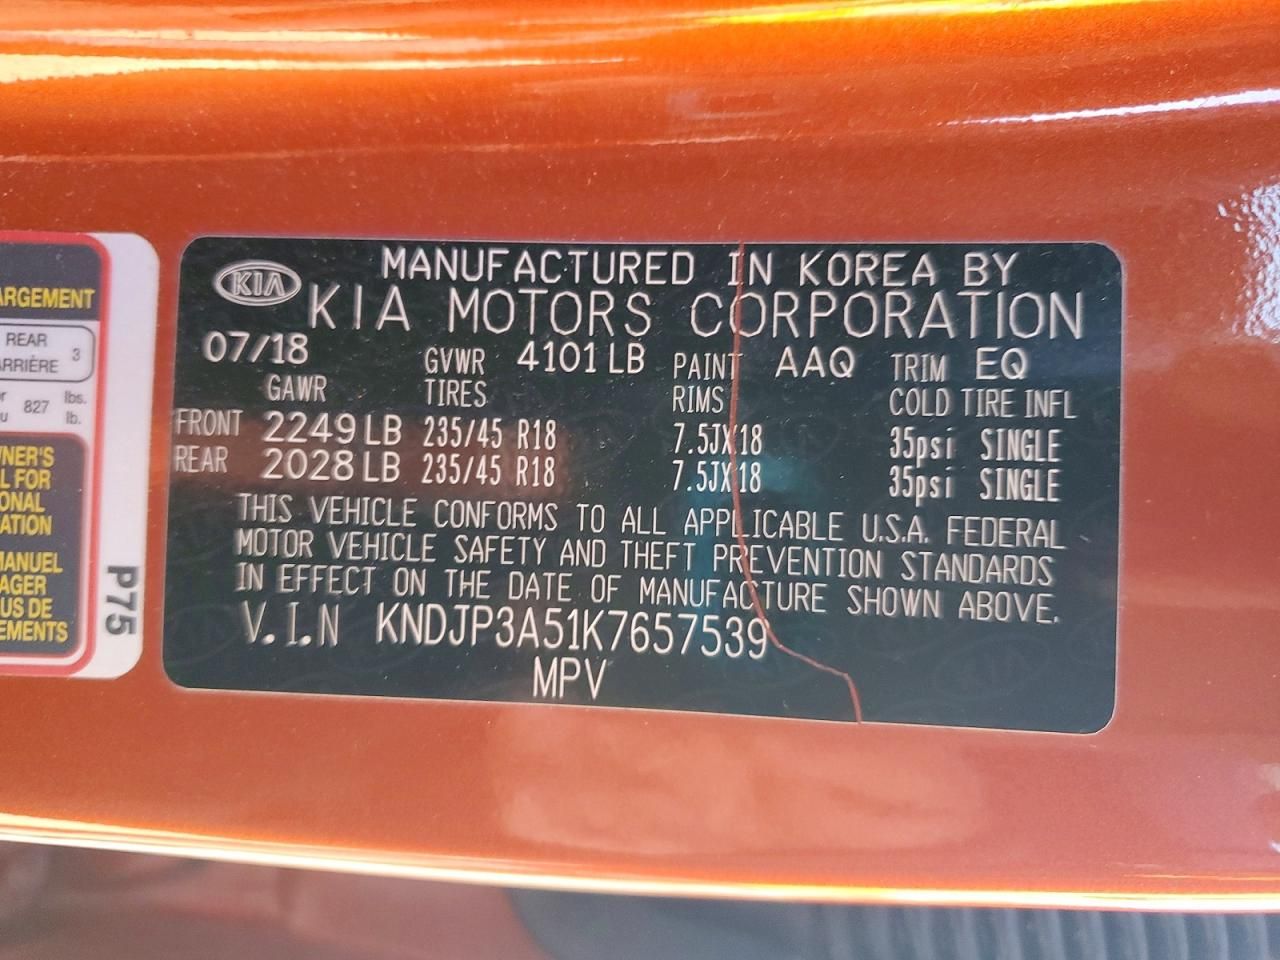 ARGEMENT
REAR
ARRIÈRE 3
827 lbs.
lb.
OWNER'S
L FOR
IONAL
ATION
MANUEL
AGER
US DE
EMENTS
P75
KIA
MANUFACTURED IN KOREA BY
KIA MOTORS CORPORATION
07/18 GVWR 4101 LB PAINT AAQ TRIM EQ
GAWR TIRES RIMS COLD TIRE INFL
FRONT 2249 LB 235/45 R18 7.5JX18 35psi SINGLE
REAR 2028 LB 235/45 R18 7.5JX18 35psi SINGLE
THIS VEHICLE CONFORMS TO ALL APPLICABLE U.S.A. FEDERAL
MOTOR VEHICLE SAFETY AND THEFT PREVENTION STANDARDS
IN EFFECT ON THE DATE OF MANUFACTURE SHOWN ABOVE.
V.I.N KNDJP3A51K7657539
MPV